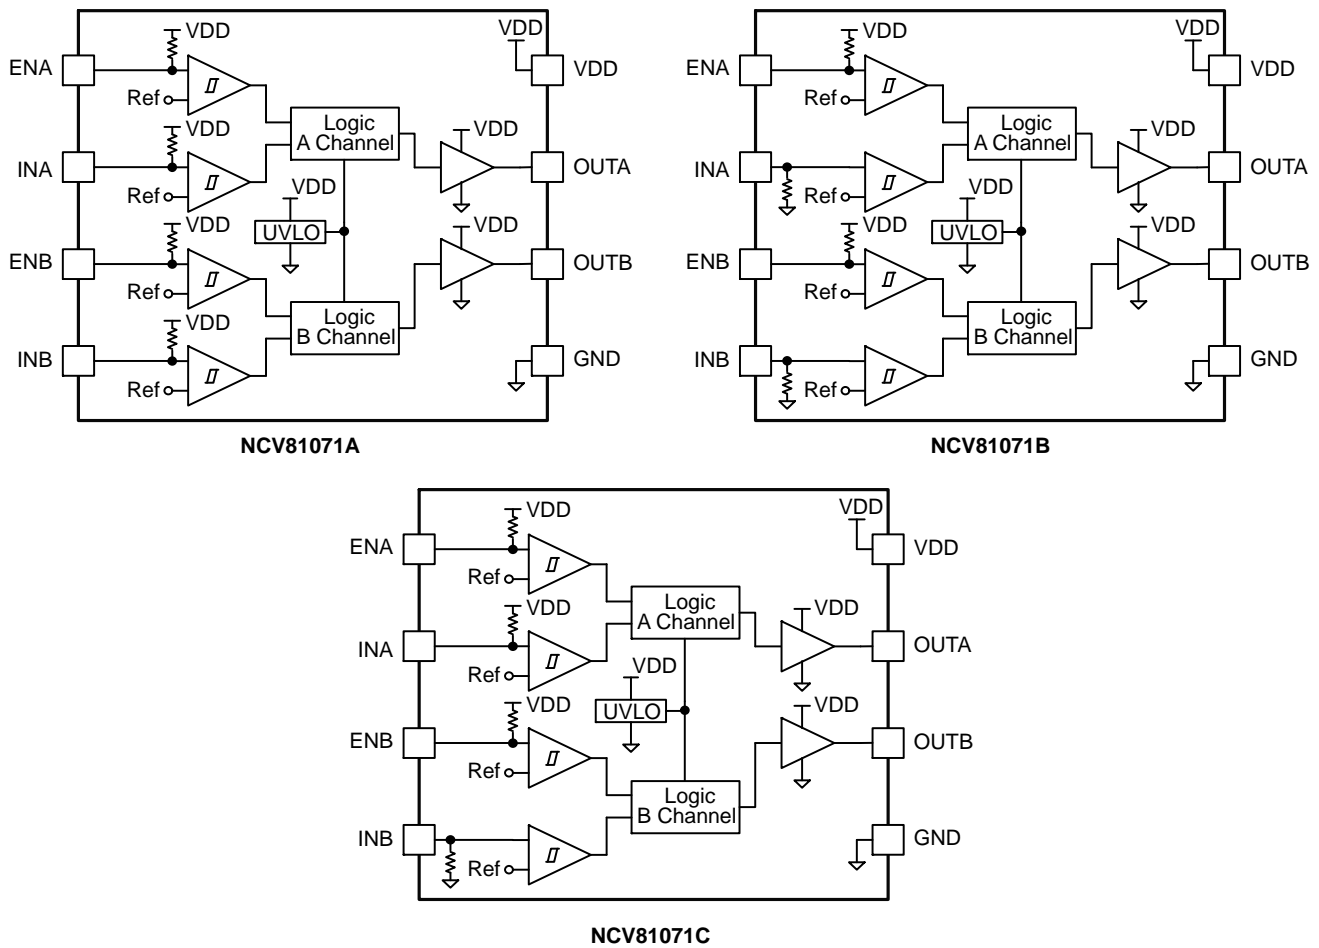 VDD
VDD
ENA
VDD
Ref
VDD
Logic
A Channel
VDD
INA
OUTA
Ref
VDD
VDD
UVLO
VDD
ENB
OUTB
Ref
VDD
Logic
B Channel
INB
GND
Ref
NCV81071A
VDD
VDD
ENA
VDD
Ref
Logic
A Channel
VDD
INA
OUTA
Ref
VDD
VDD
UVLO
VDD
ENB
OUTB
Ref
Logic
B Channel
INB
GND
Ref
NCV81071B
VDD
VDD
ENA
VDD
Ref
VDD
Logic
A Channel
VDD
INA
OUTA
Ref
VDD
VDD
UVLO
VDD
ENB
OUTB
Ref
Logic
B Channel
INB
GND
Ref
NCV81071C